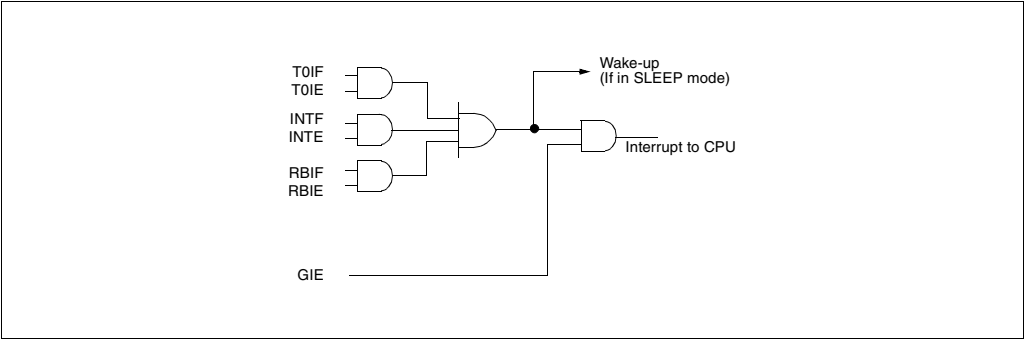 T0IF
T0IE
INTF
INTE
RBIF
RBIE
GIE
Wake-up
(If in SLEEP mode)
Interrupt to CPU